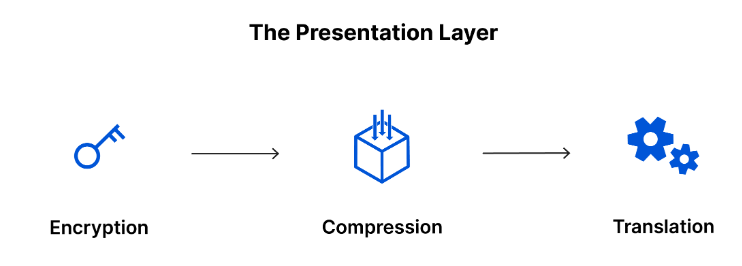 The Presentation Layer
Encryption
Compression
Translation